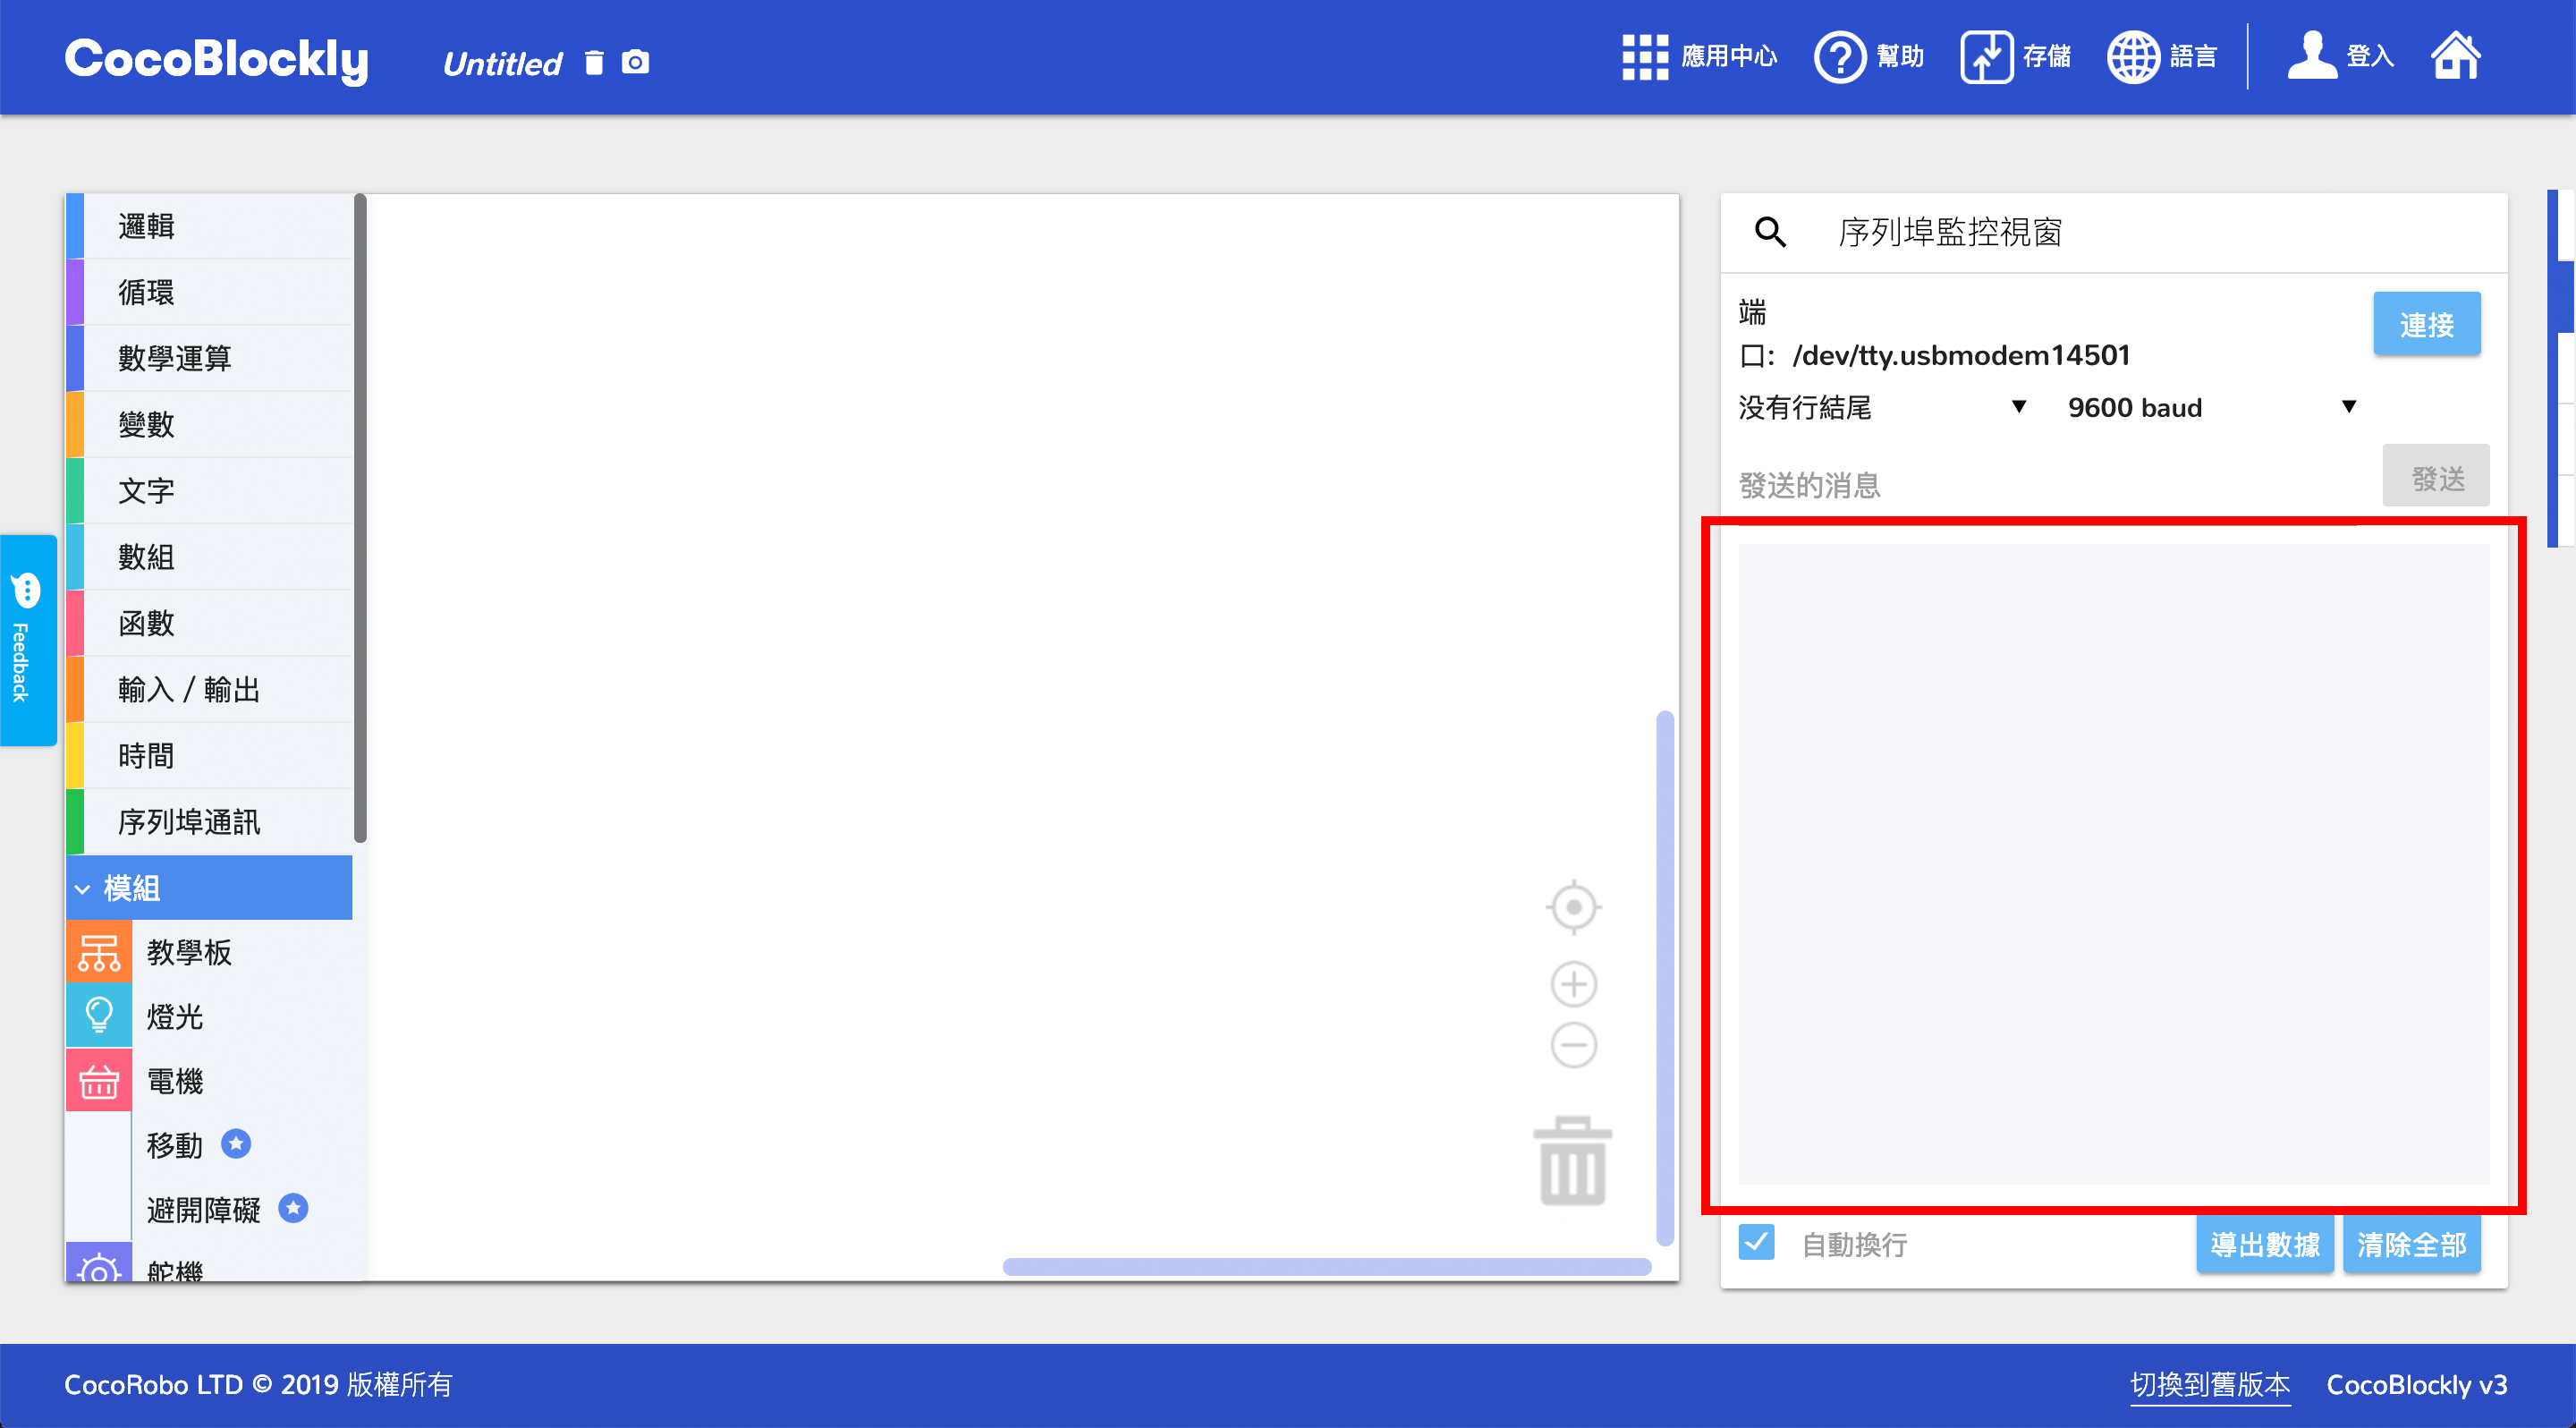 CocoBlockly
Untitled
應用中心
幫助
存儲
語言
登入
邏輯
循環
數學運算
變數
文字
數組
函數
輸入 / 輸出
時間
序列埠通訊
模組
教學板
燈光
電機
移動
避開障礙
舵機
Feedback
序列埠監控視窗
端
口：/dev/tty.usbmodem14501
連接
没有行結尾
9600 baud
發送的消息
發送
自動換行
導出數據
清除全部
CocoRobo LTD © 2019 版權所有
切換到舊版本
CocoBlockly v3